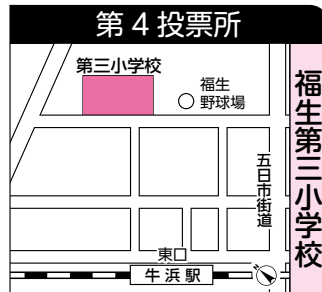 第4投票所
第三小学校
福生
野球場
五日市街道
東口
牛浜駅
N
福生第三小学校